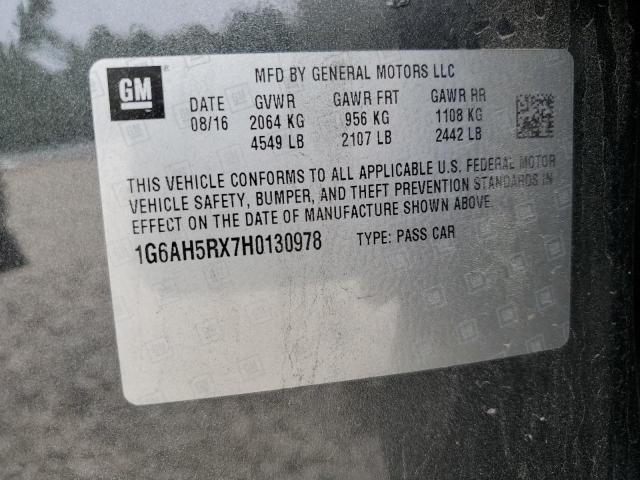 GM
MFD BY GENERAL MOTORS LLC
DATE GVWR GAWR FRT GAWR RR
08/16 2064 KG 956 KG 1108 KG
4549 LB 2107 LB 2442 LB
THIS VEHICLE CONFORMS TO ALL APPLICABLE U.S. FEDERAL MOTOR
VEHICLE SAFETY, BUMPER, AND THEFT PREVENTION STANDARDS IN
EFFECT ON THE DATE OF MANUFACTURE SHOWN ABOVE.
1G6AH5RX7H0130978 TYPE: PASS CAR